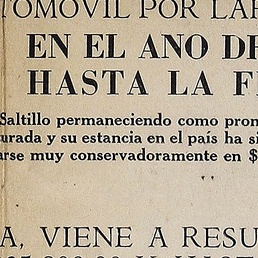 TOMOVIL POR LAR
EN EL ANO DE
HASTA LA F
Saltillo permaneciendo como pron
urada y su estancia en el país ha si
arse muy conservadoramente en $
A, VIENE A RESU